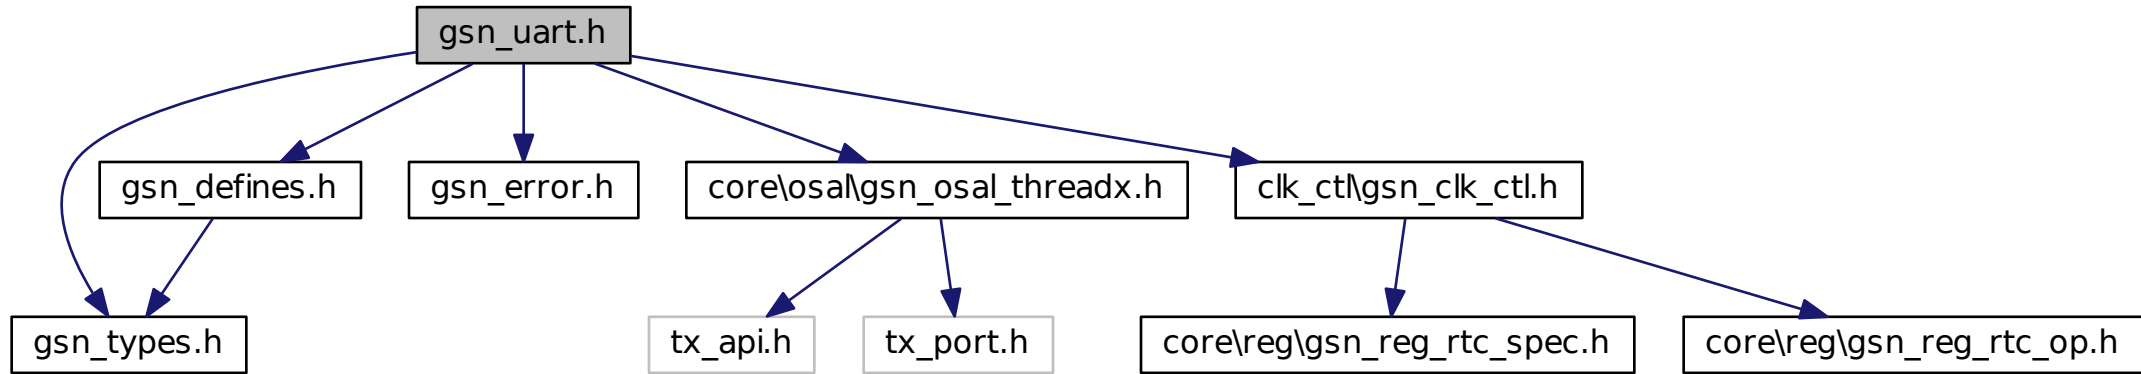 gsn_uart.h
gsn_defines.h
gsn_error.h
core\osal\gsn_osal_threadx.h
clk_ctl\gsn_clk_ctl.h
gsn_types.h
tx_api.h
tx_port.h
core\reg\gsn_reg_rtc_spec.h
core\reg\gsn_reg_rtc_op.h